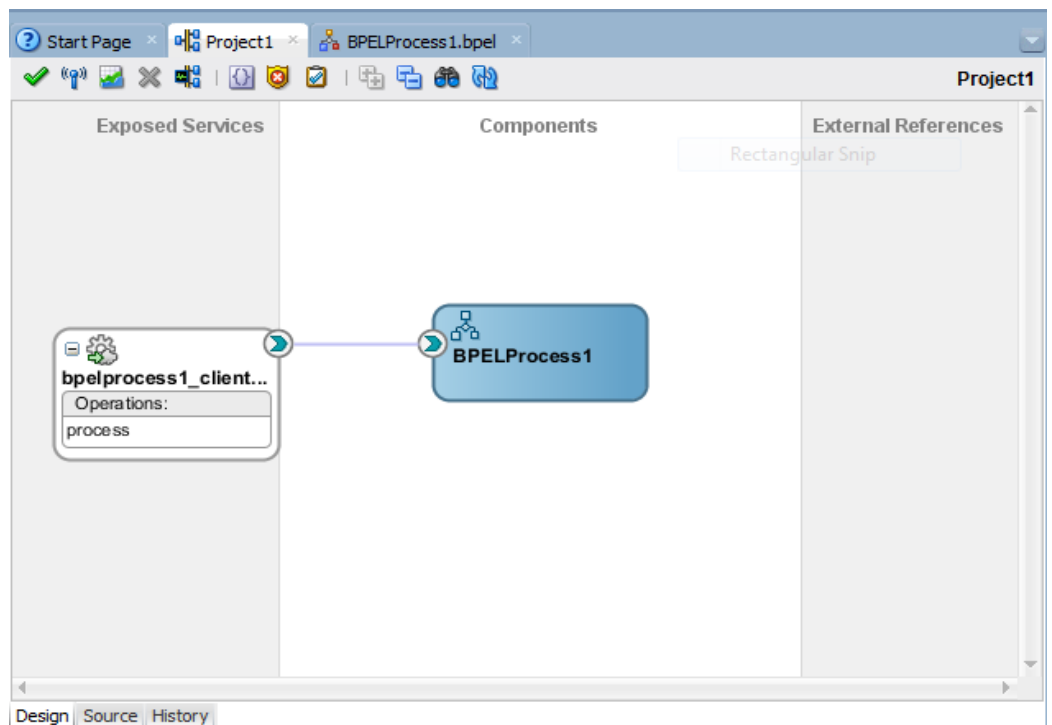 Start Page
Project1
BPELProcess1.bpel
Project1
Exposed Services
Components
External References
Rectangular Snip
BPELProcess1
bpelprocess1_client...
Operations:
process
Design
Source
History